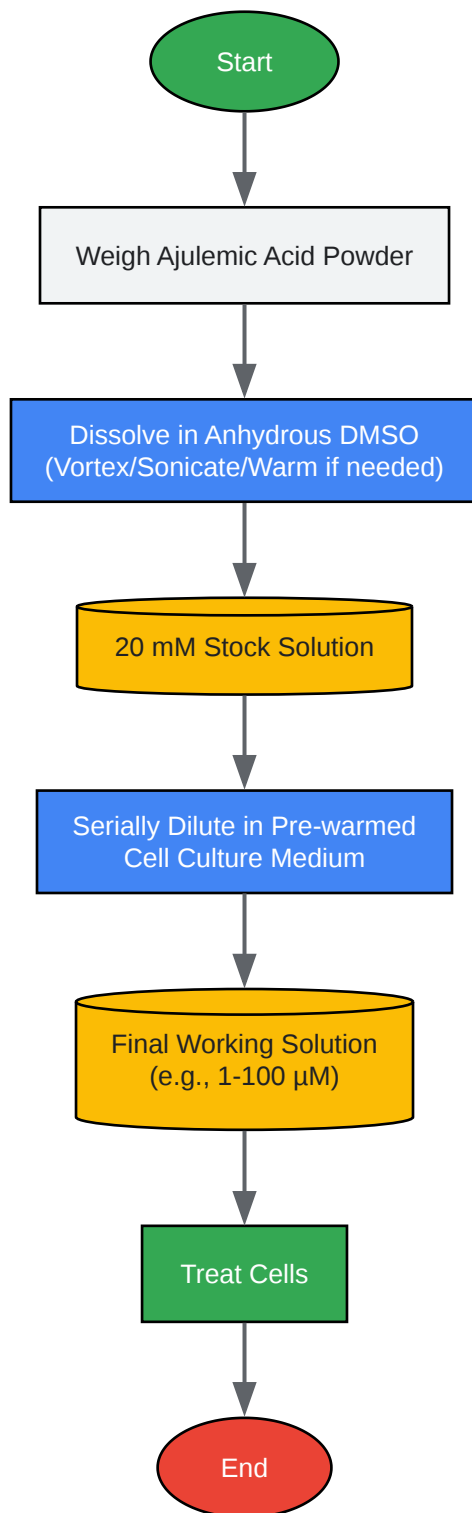 Start
Weigh Ajulemic Acid Powder
Dissolve in Anhydrous DMSO
(Vortex/Sonicate/Warm if needed)
20 mM Stock Solution
Serially Dilute in Pre-warmed
Cell Culture Medium
Final Working Solution
(e.g., 1-100 µM)
Treat Cells
End